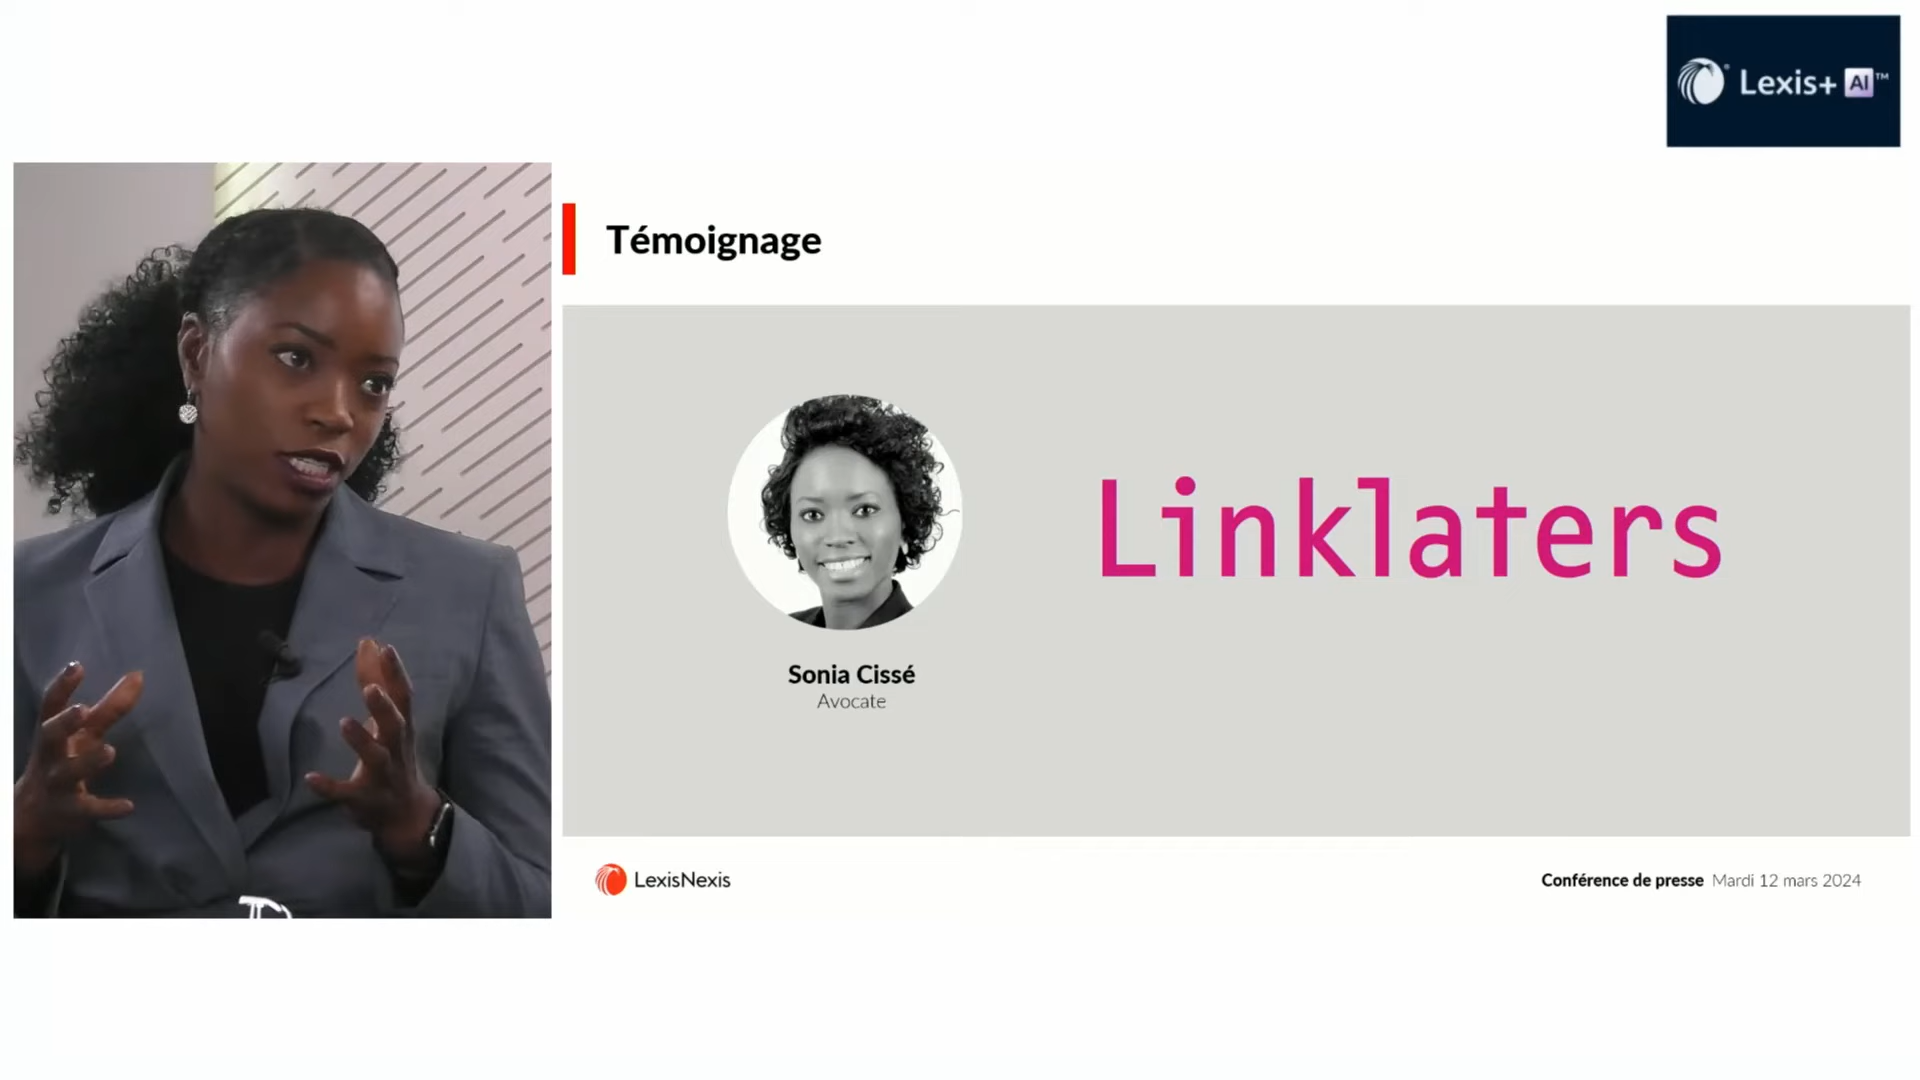 Lexis+ AI™
Témoignage
Linklaters
Sonia Cissé
Avocate
LexisNexis
Conférence de presse Mardi 12 mars 2024